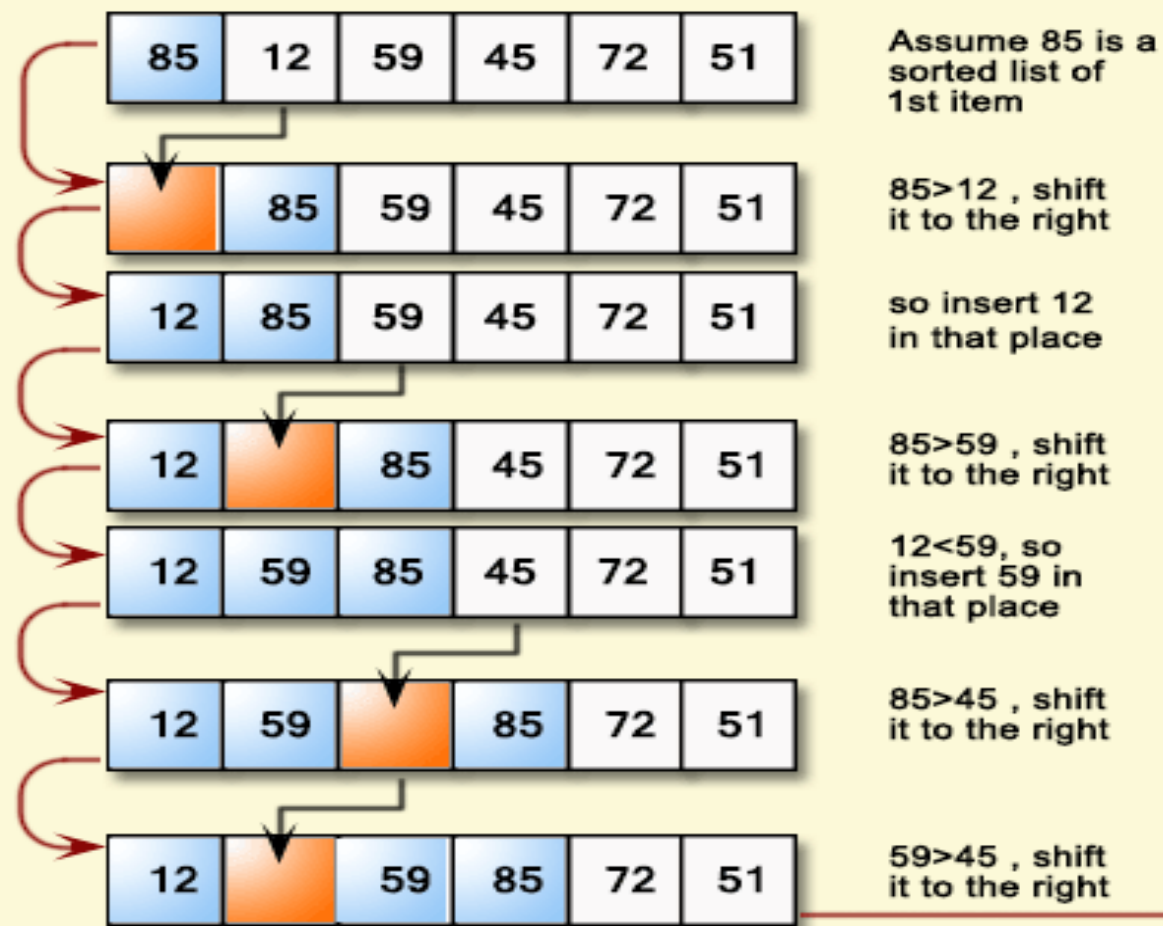 85 12 59 45 72 51
Assume 85 is a
sorted list of
1st item
85 59 45 72 51
85>12 , shift
it to the right
12 85 59 45 72 51
so insert 12
in that place
12 85 45 72 51
85>59 , shift
it to the right
12 59 85 45 72 51
12<59, so
insert 59 in
that place
12 59 85 72 51
85>45 , shift
it to the right
12 59 85 72 51
59>45 , shift
it to the right